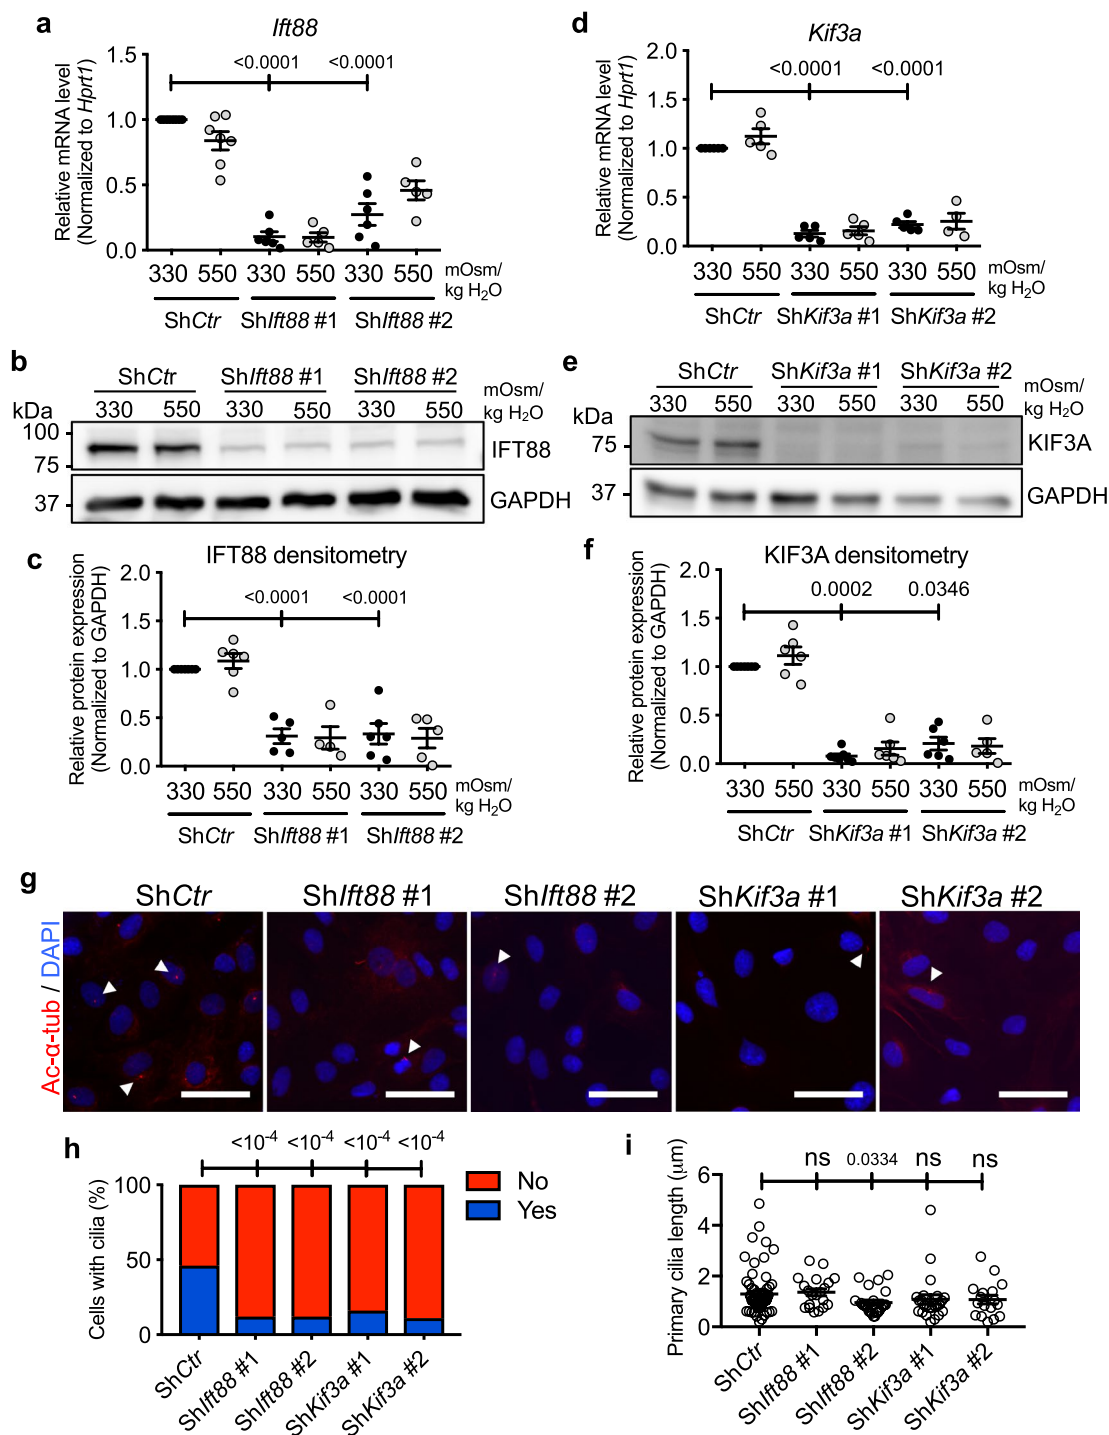 a
Ift88
Relative mRNA level
(Normalized to Hprt1)
1.5
1.0
0.5
0.0
<0.0001 <0.0001
330 550 330 550 330 550 mOsm/
kg H2O
ShCtr ShIft88 #1 ShIft88 #2
d
Kif3a
Relative mRNA level
(Normalized to Hprt1)
2.0
1.5
1.0
0.5
0.0
<0.0001 <0.0001
330 550 330 550 330 550 mOsm/
kg H2O
ShCtr ShKif3a #1 ShKif3a #2
b
ShCtr ShIft88 #1 ShIft88 #2 mOsm/
kDa 330 550 330 550 330 550 kg H2O
100
75
IFT88
37
GAPDH
e
ShCtr ShKif3a #1 ShKif3a #2 mOsm/
kDa 330 550 330 550 330 550 kg H2O
75
KIF3A
37
GAPDH
c
IFT88 densitometry
Relative protein expression
(Normalized to GAPDH)
2.0
1.5
1.0
0.5
0.0
<0.0001 <0.0001
330 550 330 550 330 550 mOsm/
kg H2O
ShCtr ShIft88 #1 ShIft88 #2
f
KIF3A densitometry
Relative protein expression
(Normalized to GAPDH)
2.0
1.5
1.0
0.5
0.0
0.0002 0.0346
330 550 330 550 330 550 mOsm/
kg H2O
ShCtr ShKif3a #1 ShKif3a #2
g
ShCtr ShIft88 #1 ShIft88 #2 ShKif3a #1 ShKif3a #2
Ac-α-tub / DAPI
h
Cells with cilia (%)
100
50
0
<10-4 <10-4 <10-4 <10-4
No
Yes
ShCtr ShIft88 #1 ShIft88 #2 ShKif3a #1 ShKif3a #2
i
Primary cilia length (μm)
6
4
2
0
ns 0.0334 ns ns
ShCtr ShIft88 #1 ShIft88 #2 ShKif3a #1 ShKif3a #2